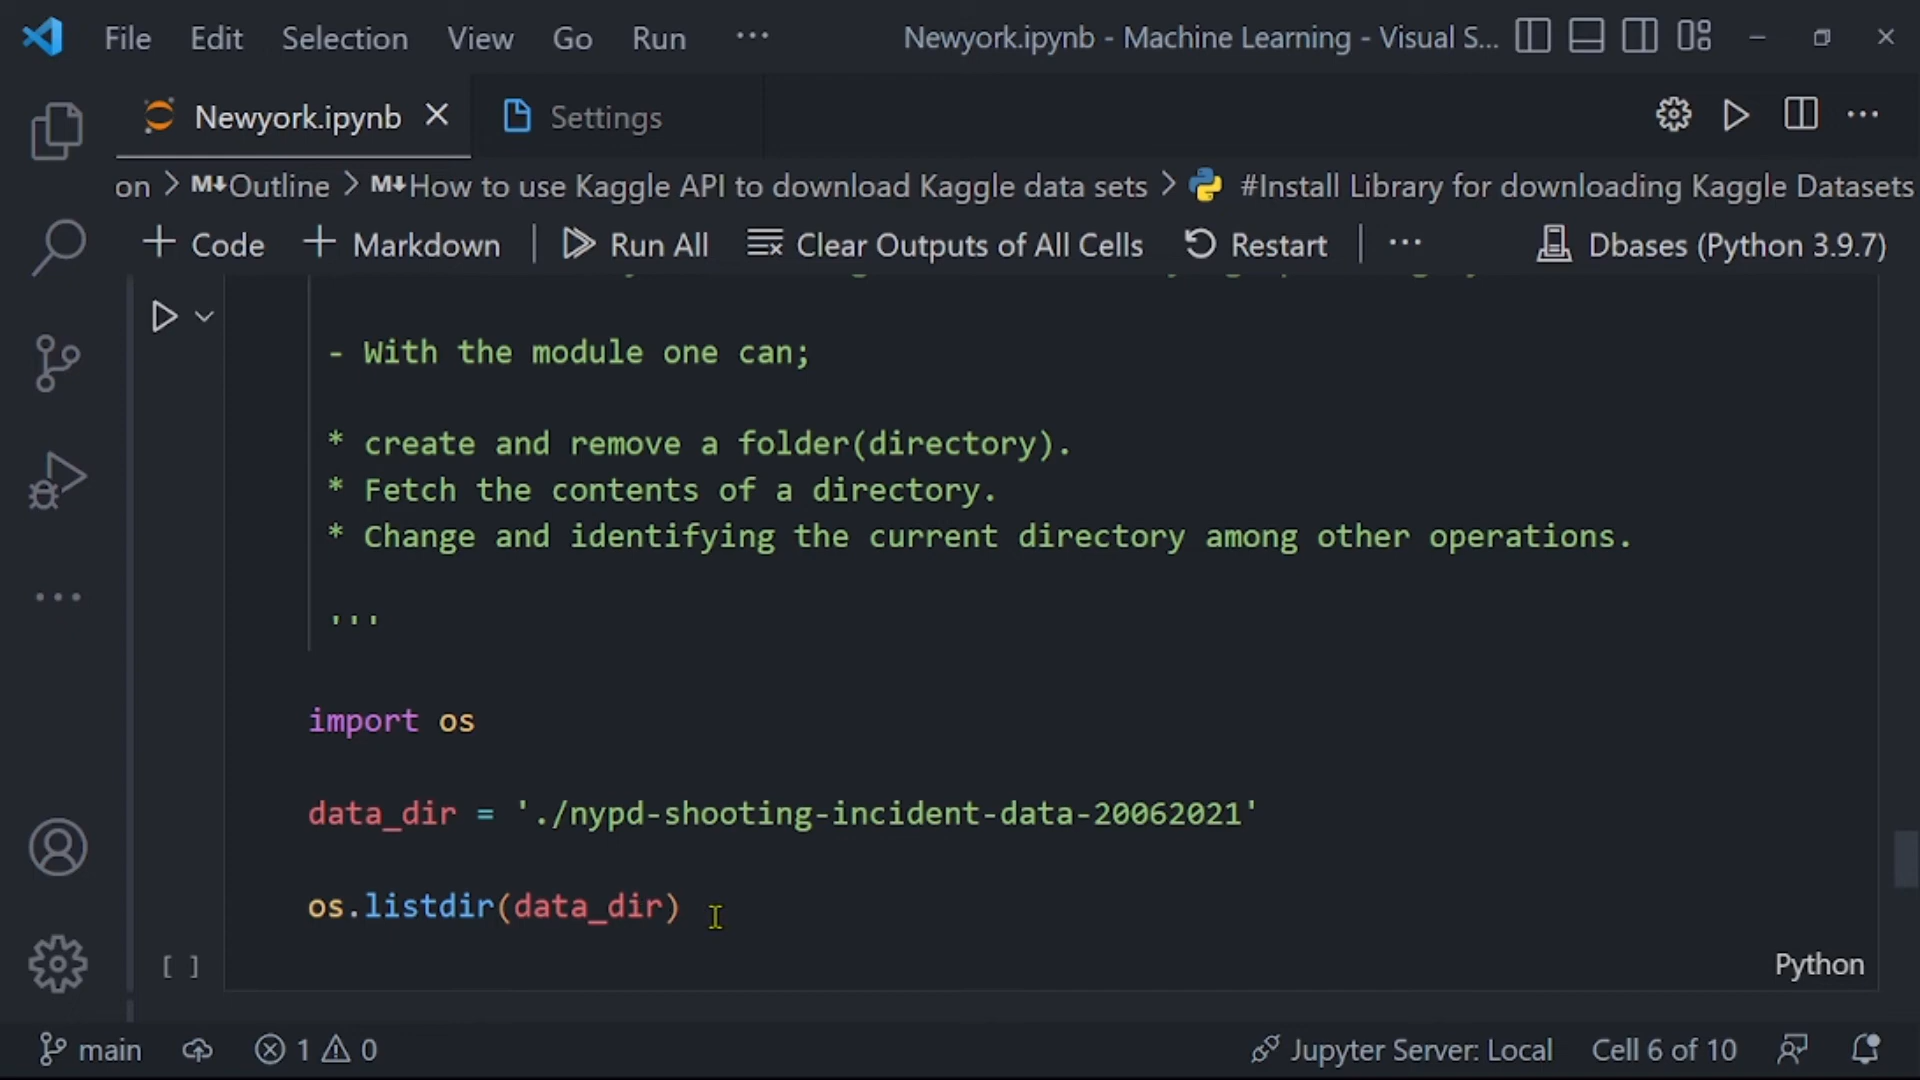 File Edit Selection View Go Run ··· Newyork.ipynb - Machine Learning - Visual S...
Newyork.ipynb Settings
on > M↓Outline > M↓How to use Kaggle API to download Kaggle data sets > #Install Library for downloading Kaggle Datasets
+ Code + Markdown | Run All Clear Outputs of All Cells Restart | ··· Dbases (Python 3.9.7)
- With the module one can;
* create and remove a folder(directory).
* Fetch the contents of a directory.
* Change and identifying the current directory among other operations.
'''
import os
data_dir = './nypd-shooting-incident-data-20062021'
os.listdir(data_dir)
[ ]
Python
main 1 0 Jupyter Server: Local Cell 6 of 10